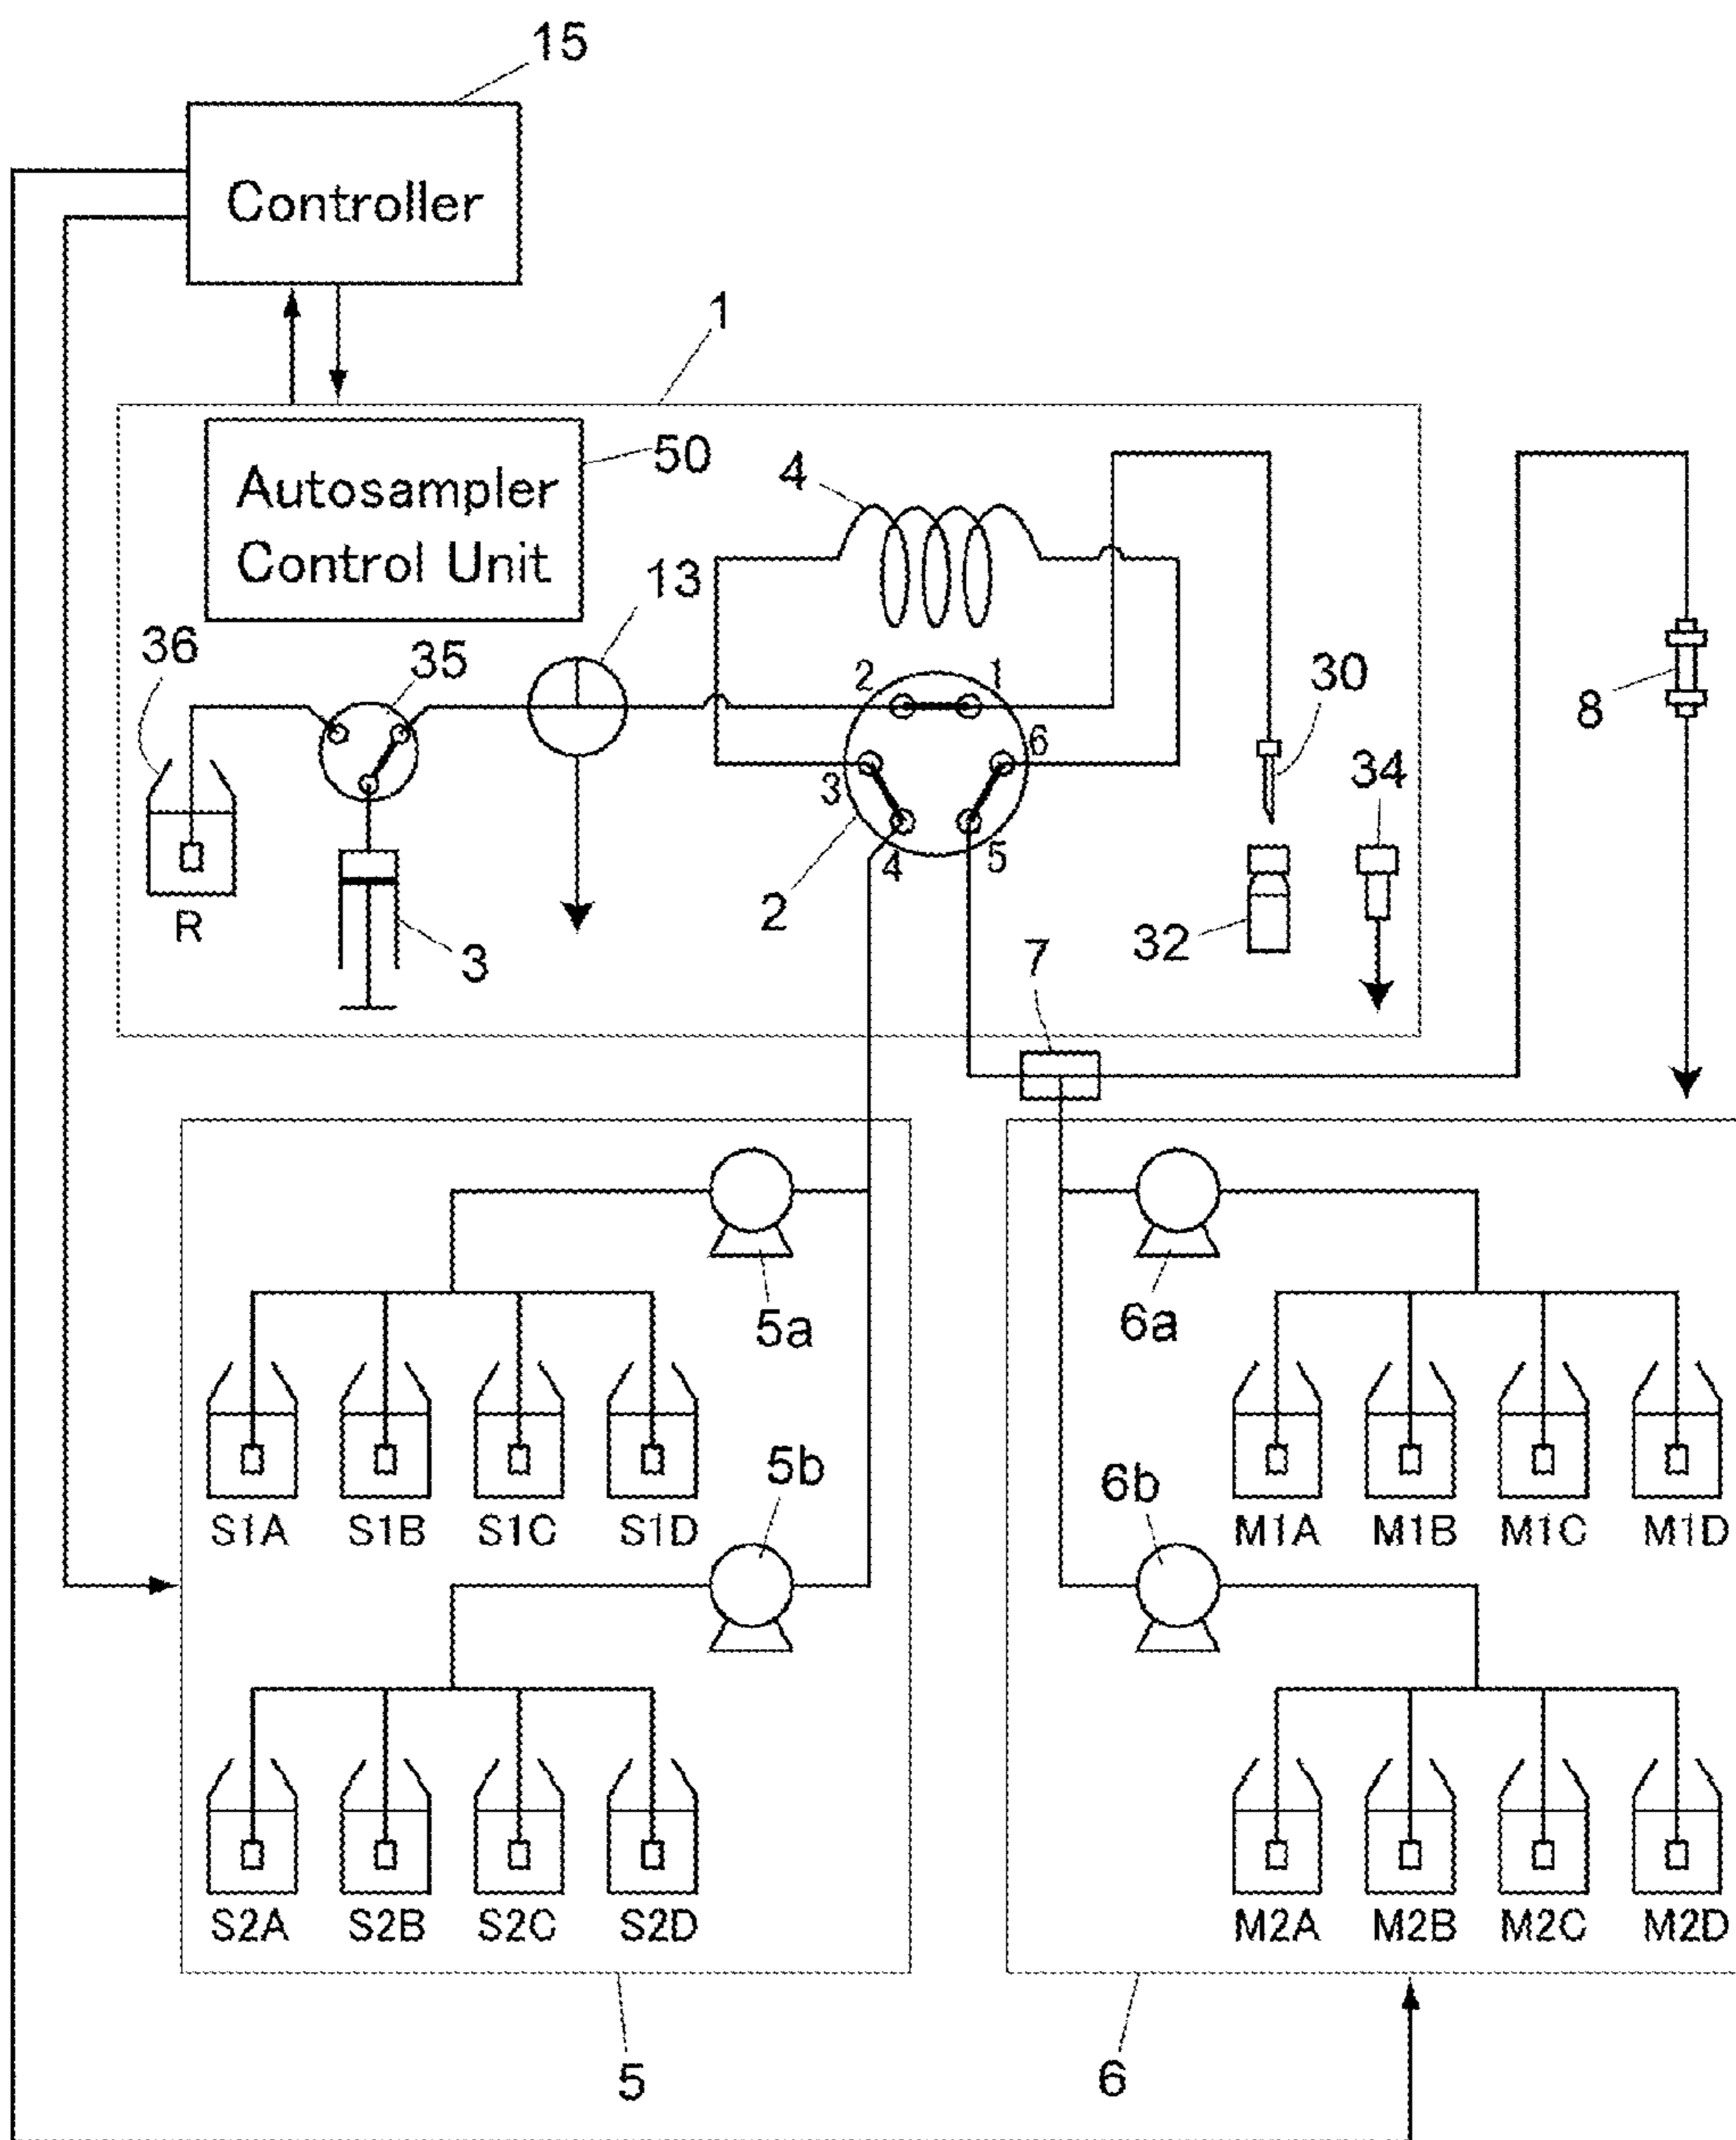 15
Controller
1
Autosampler
Control Unit
50
4
13
36
35
2
1
30
8
3
6
34
R
3
4
5
2
32
7
5a
6a
S1A
S1B
S1C
S1D
5b
6b
M1A
M1B
M1C
M1D
S2A
S2B
S2C
S2D
M2A
M2B
M2C
M2D
5
6